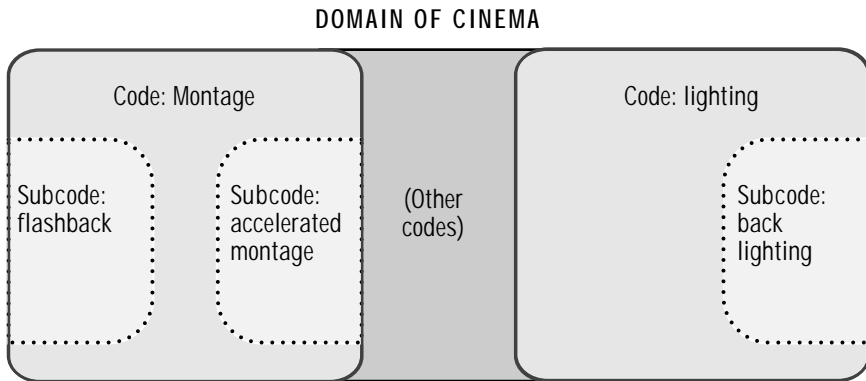 DOMAIN OF CINEMA
Code: Montage
Subcode:
flashback
Subcode:
accelerated
montage
(Other
codes)
Code: lighting
Subcode:
back
lighting